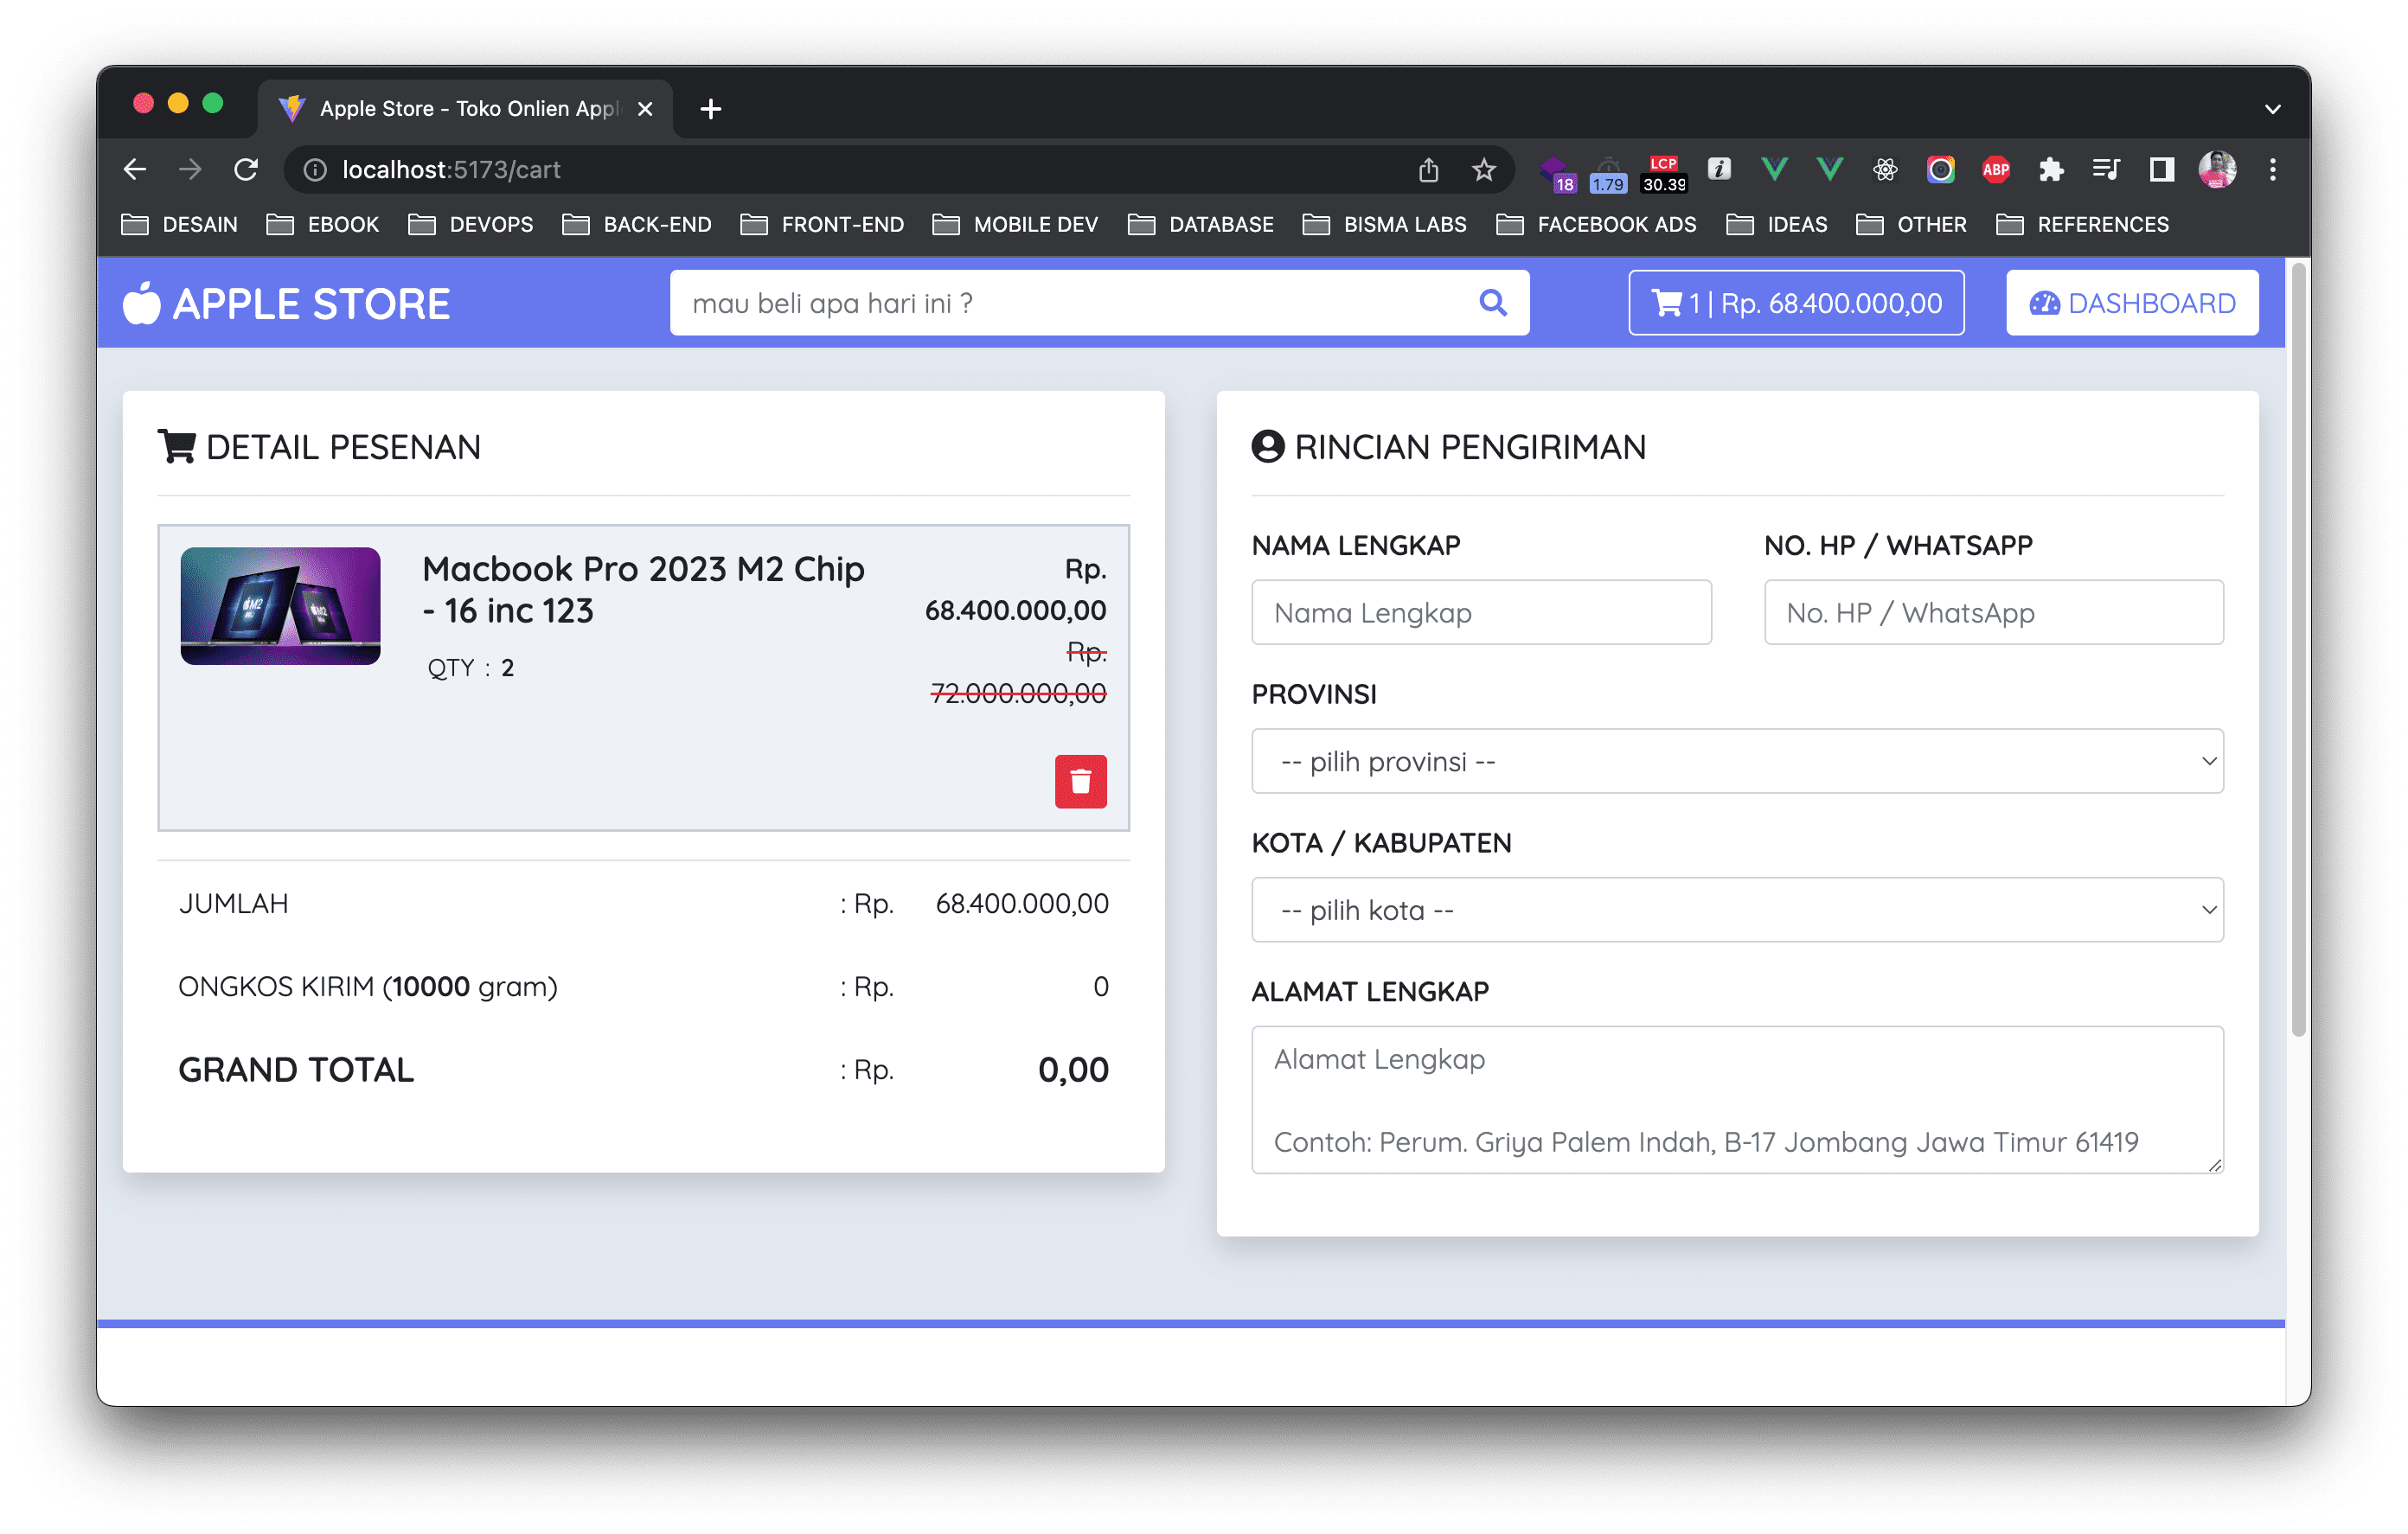 Apple Store - Toko Onlien Appl
localhost:5173/cart
18
1.79
LCP
30.39
ABP
DESAIN
EBOOK
DEVOPS
BACK-END
FRONT-END
MOBILE DEV
DATABASE
BISMA LABS
FACEBOOK ADS
IDEAS
OTHER
REFERENCES
APPLE STORE
mau beli apa hari ini ?
1 | Rp. 68.400.000,00
DASHBOARD
DETAIL PESENAN
Macbook Pro 2023 M2 Chip
- 16 inc 123
QTY : 2
Rp.
68.400.000,00
Rp.
72.000.000,00
M2
M2
JUMLAH : Rp. 68.400.000,00
ONGKOS KIRIM (10000 gram) : Rp. 0
GRAND TOTAL : Rp. 0,00
RINCIAN PENGIRIMAN
NAMA LENGKAP
Nama Lengkap
NO. HP / WHATSAPP
No. HP / WhatsApp
PROVINSI
-- pilih provinsi --
KOTA / KABUPATEN
-- pilih kota --
ALAMAT LENGKAP
Alamat Lengkap
Contoh: Perum. Griya Palem Indah, B-17 Jombang Jawa Timur 61419